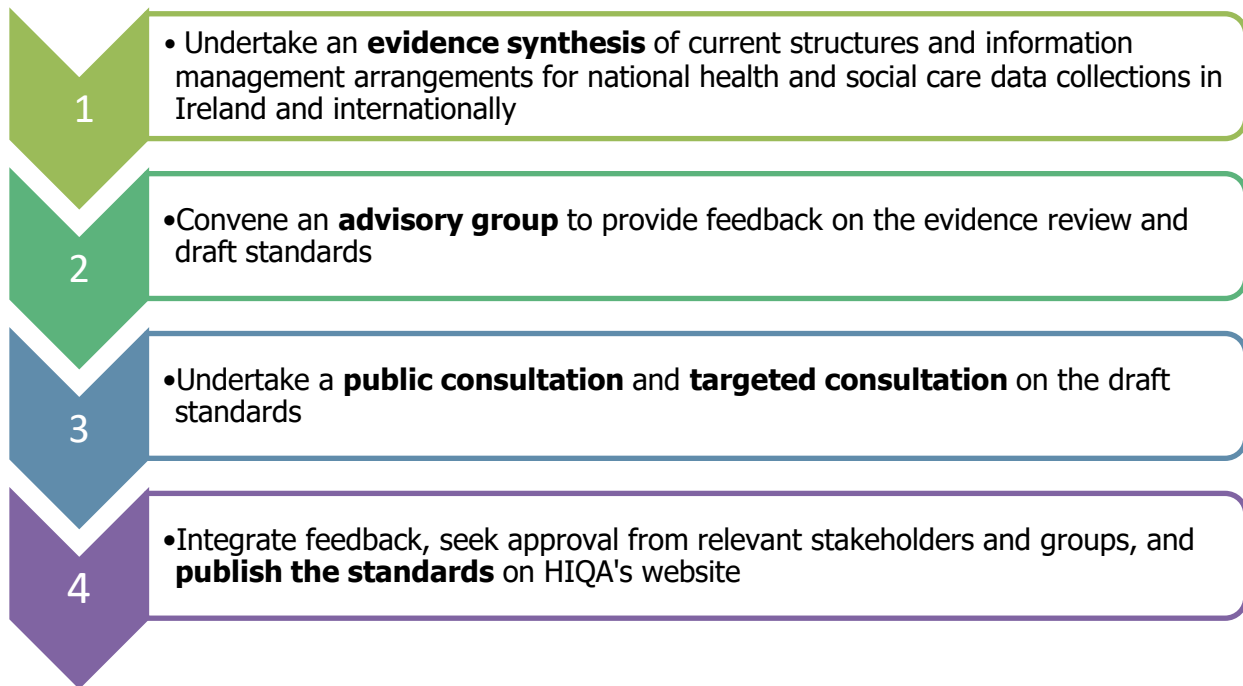 1
• Undertake an evidence synthesis of current structures and information
management arrangements for national health and social care data collections in
Ireland and internationally
2
•Convene an advisory group to provide feedback on the evidence review and
draft standards
3
•Undertake a public consultation and targeted consultation on the draft
standards
4
•Integrate feedback, seek approval from relevant stakeholders and groups, and
publish the standards on HIQA's website